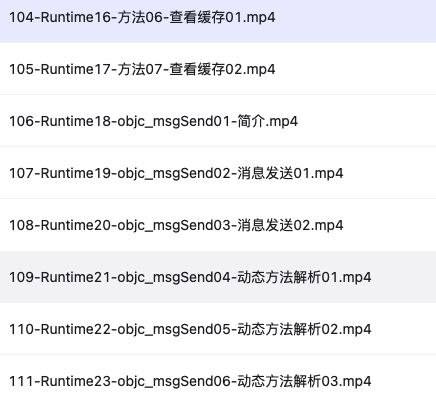 104-Runtime16-方法06-查看缓存01.mp4
105-Runtime17-方法07-查看缓存02.mp4
106-Runtime18-objc_msgSend01-简介.mp4
107-Runtime19-objc_msgSend02-消息发送01.mp4
108-Runtime20-objc_msgSend03-消息发送02.mp4
109-Runtime21-objc_msgSend04-动态方法解析01.mp4
110-Runtime22-objc_msgSend05-动态方法解析02.mp4
111-Runtime23-objc_msgSend06-动态方法解析03.mp4